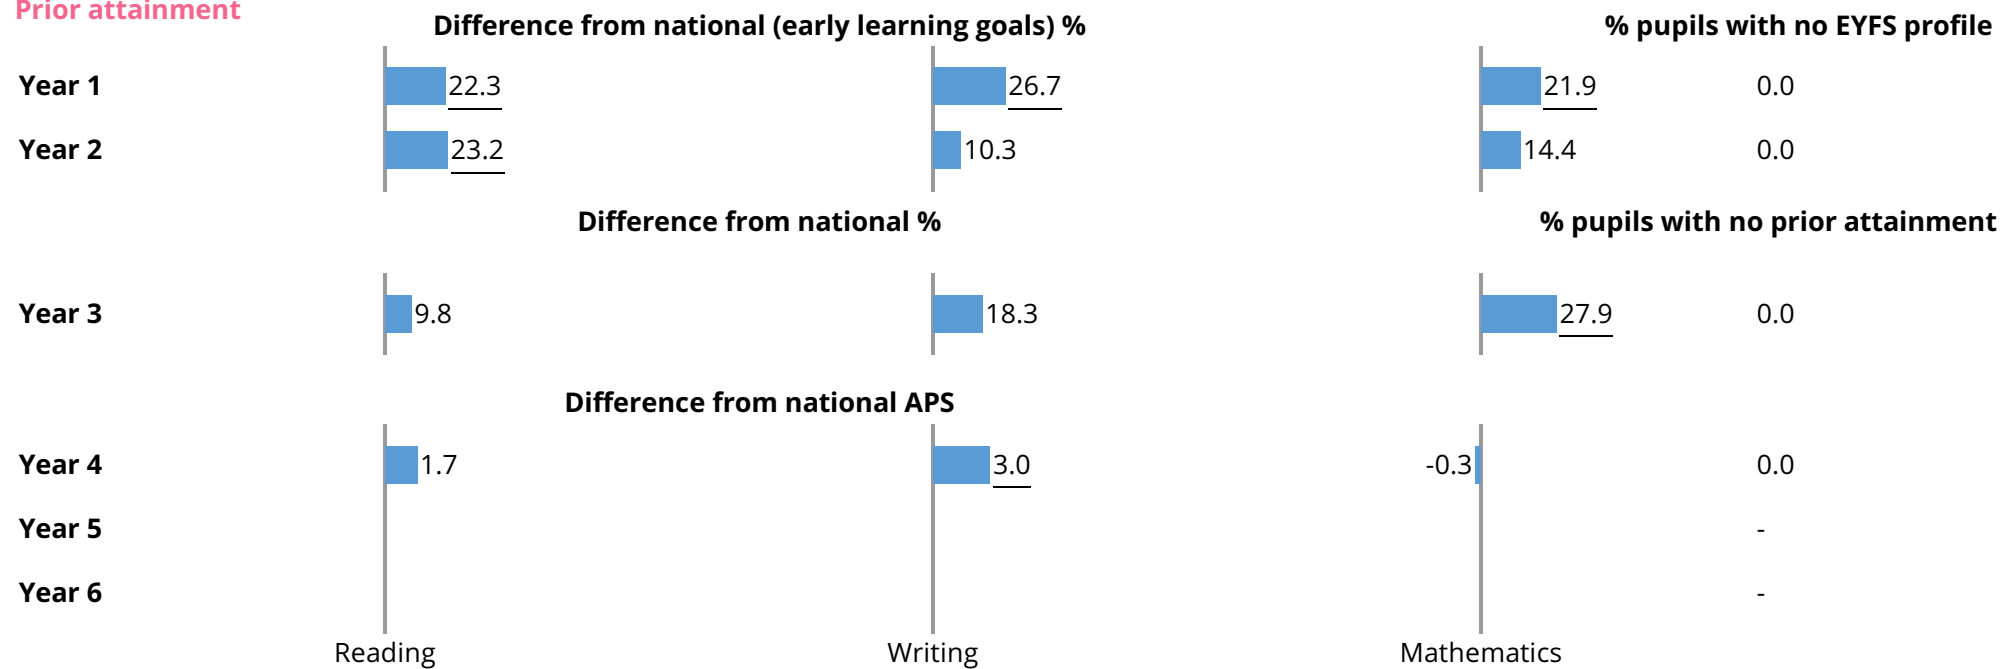 Prior attainment
Difference from national (early learning goals) % % pupils with no EYFS profile
Year 1 22.3 26.7 21.9 0.0
Year 2 23.2 10.3 14.4 0.0
Difference from national % % pupils with no prior attainment
Year 3 9.8 18.3 27.9 0.0
Difference from national APS
Year 4 1.7 3.0 -0.3 0.0
Year 5 -
Year 6 -
Reading Writing Mathematics